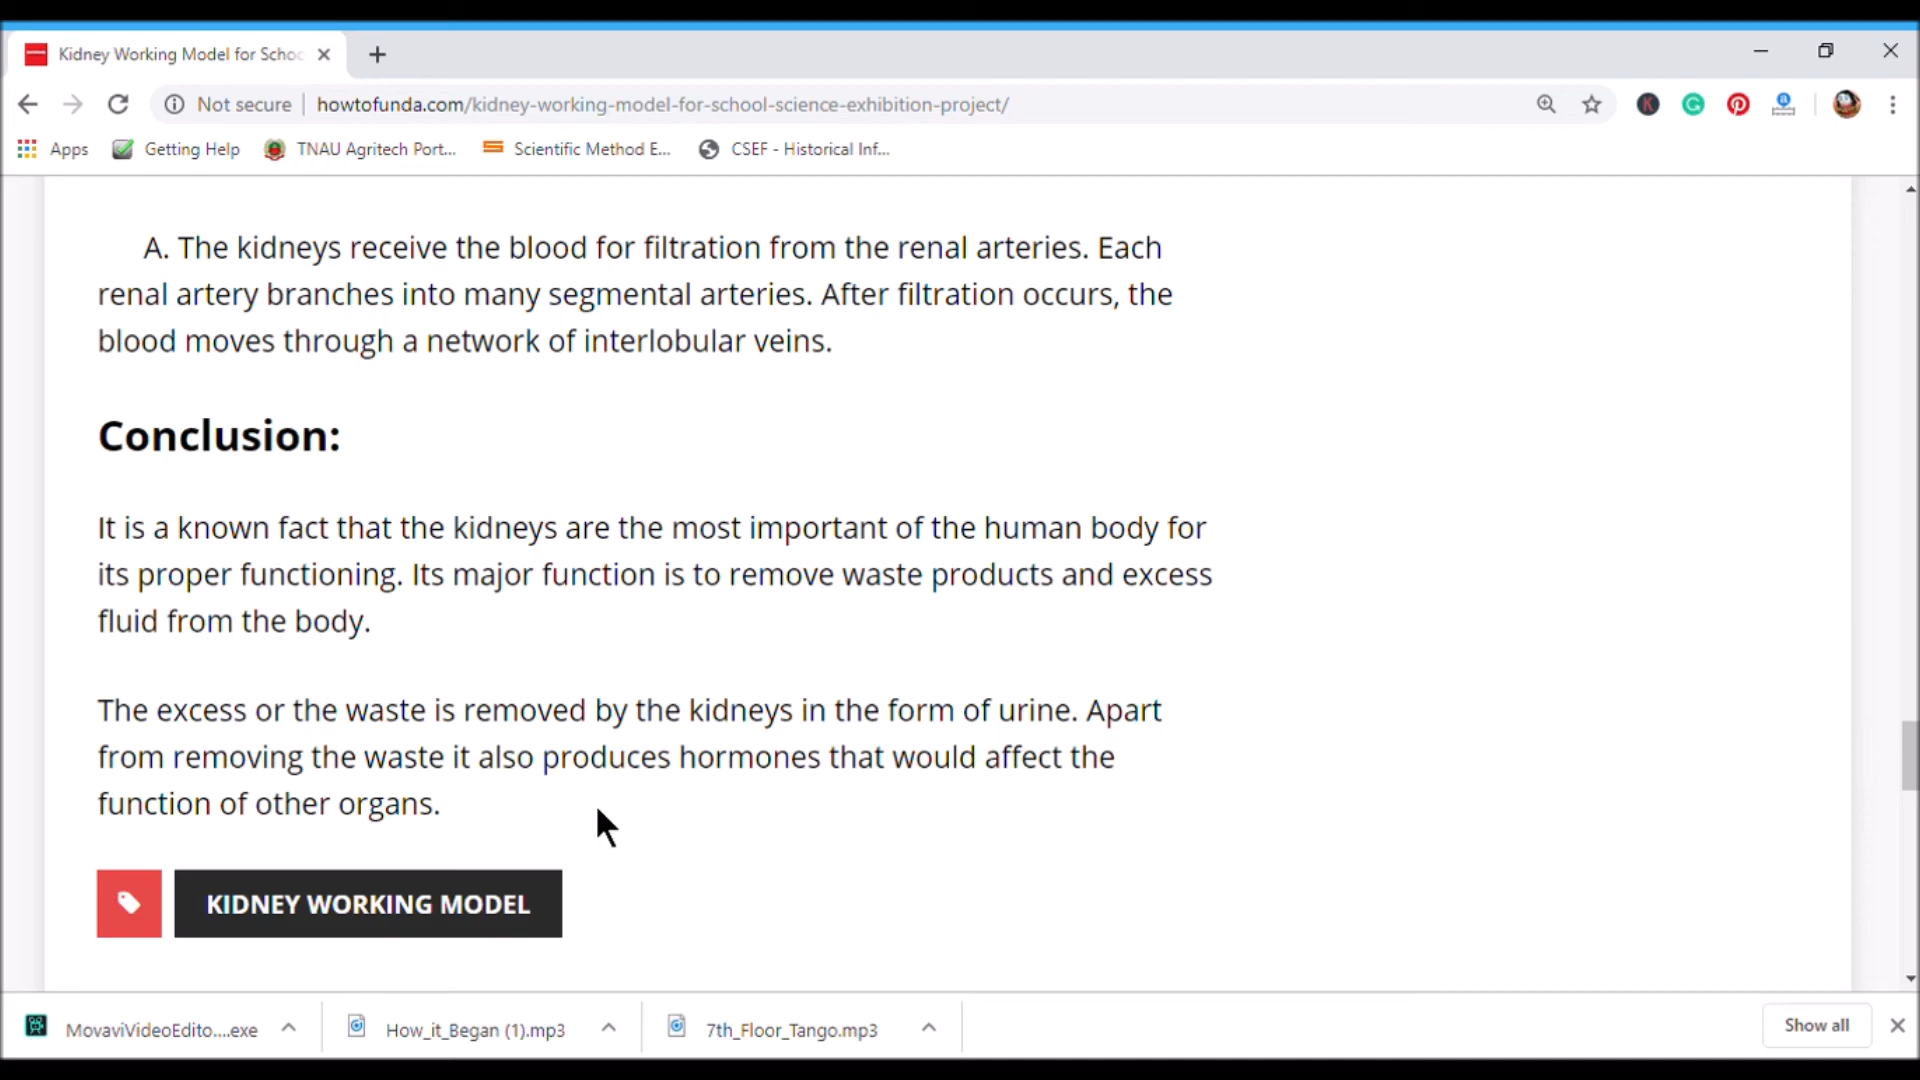 Kidney Working Model for Schoo
Not secure | howtofunda.com/kidney-working-model-for-school-science-exhibition-project/
Apps Getting Help TNAU Agritech Port... Scientific Method E... CSEF - Historical Inf...
A. The kidneys receive the blood for filtration from the renal arteries. Each
renal artery branches into many segmental arteries. After filtration occurs, the
blood moves through a network of interlobular veins.
Conclusion:
It is a known fact that the kidneys are the most important of the human body for
its proper functioning. Its major function is to remove waste products and excess
fluid from the body.
The excess or the waste is removed by the kidneys in the form of urine. Apart
from removing the waste it also produces hormones that would affect the
function of other organs.
KIDNEY WORKING MODEL
MovaviVideoEdito....exe How_it_Began (1).mp3 7th_Floor_Tango.mp3 Show all